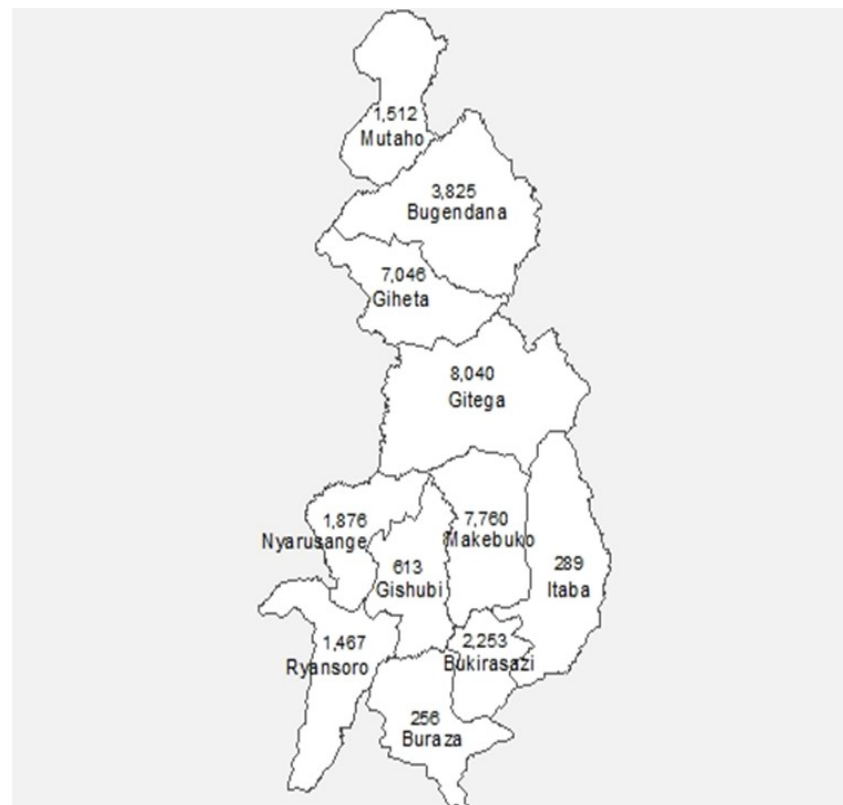 1,512
Mutaho
3,825
Bugendana
7,046
Giheta
8,040
Gitega
1,876
Nyarusange
7,760
Makebuko
613
Gishubi
289
Itaba
1,467
Ryansoro
2,253
Bukirasazi
256
Buraza